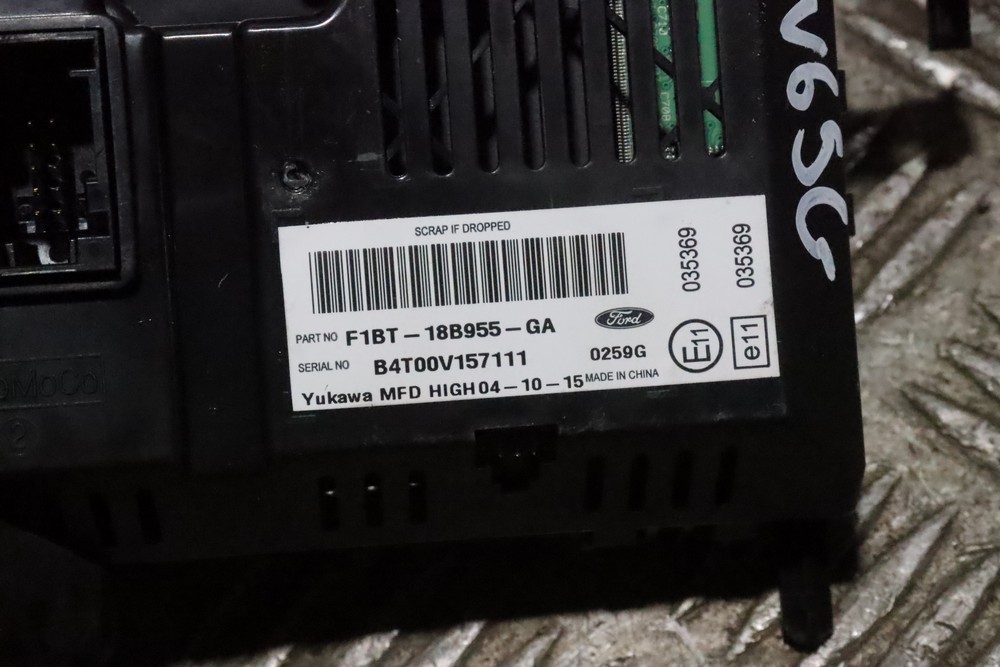 V65G
SCRAP IF DROPPED
035369
035369
PART NO F1BT-18B955-GA
Ford
SERIAL NO B4T00V157111
0259G
E11
e11
Yukawa MFD HIGH 04-10-15 MADE IN CHINA